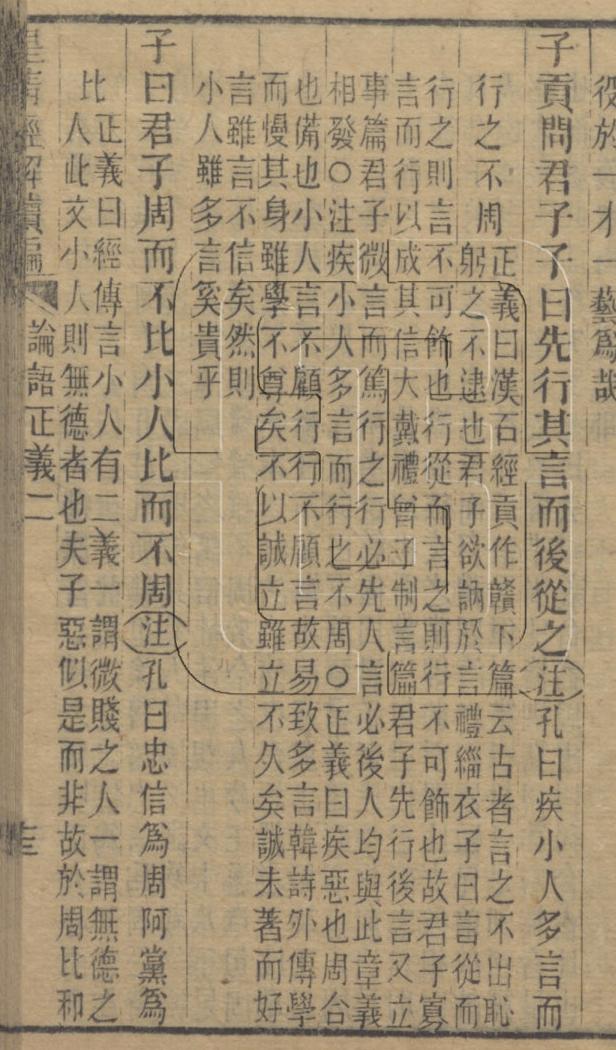 役於一才一藝爲哉
子貢問君子子曰先行其言而後從之注孔曰疾小人多言而
行之不周
正義曰漢石經貢作贛下篇云古者言之不出恥
躬之不逮也君子欲訥於言禮緇衣子曰言從而
行之則言不可飾也行從而言之則行不可飾也故君子寡
言而行以成其信大戴禮曾子制言篇君子先行後言又立
事篇君子微言而篤行之行必先人言必後人均與此章義
相發○注疾小人多言而行之不周○正義曰疾惡也周合
也備也小人言不顧行行不顧言故易致多言韓詩外傳學
而慢其身雖學不尊矣不以誠立雖立不久矣誠未著而好
言雖言不信矣然則
小人雖多言奚貴乎
子曰君子周而不比小人比而不周注孔曰忠信爲周阿黨爲
比
正義曰經傳言小人有二義一謂微賤之人一謂無德之
人此文小人則無德者也夫子惡似是而非故於周比和
皇清經解續編
論語正義二